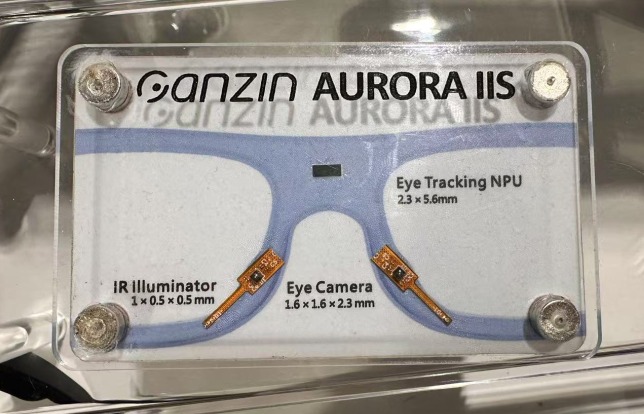 Ganzin AURORA IIS
Eye Tracking NPU
2.3 × 5.6mm
IR Illuminator
1 × 0.5 × 0.5 mm
Eye Camera
1.6 × 1.6 × 2.3 mm